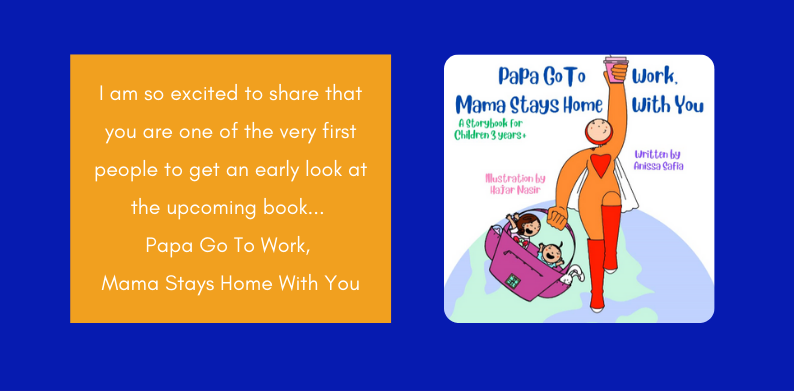 I am so excited to share that
you are one of the very first
people to get an early look at
the upcoming book...
Papa Go To Work,
Mama Stays Home With You
PaPa Go To Work,
Mama Stays Home With You
A Storybook for
Children 3 years+
Written by
Anissa Safia
Illustration by
Hajar Nasir